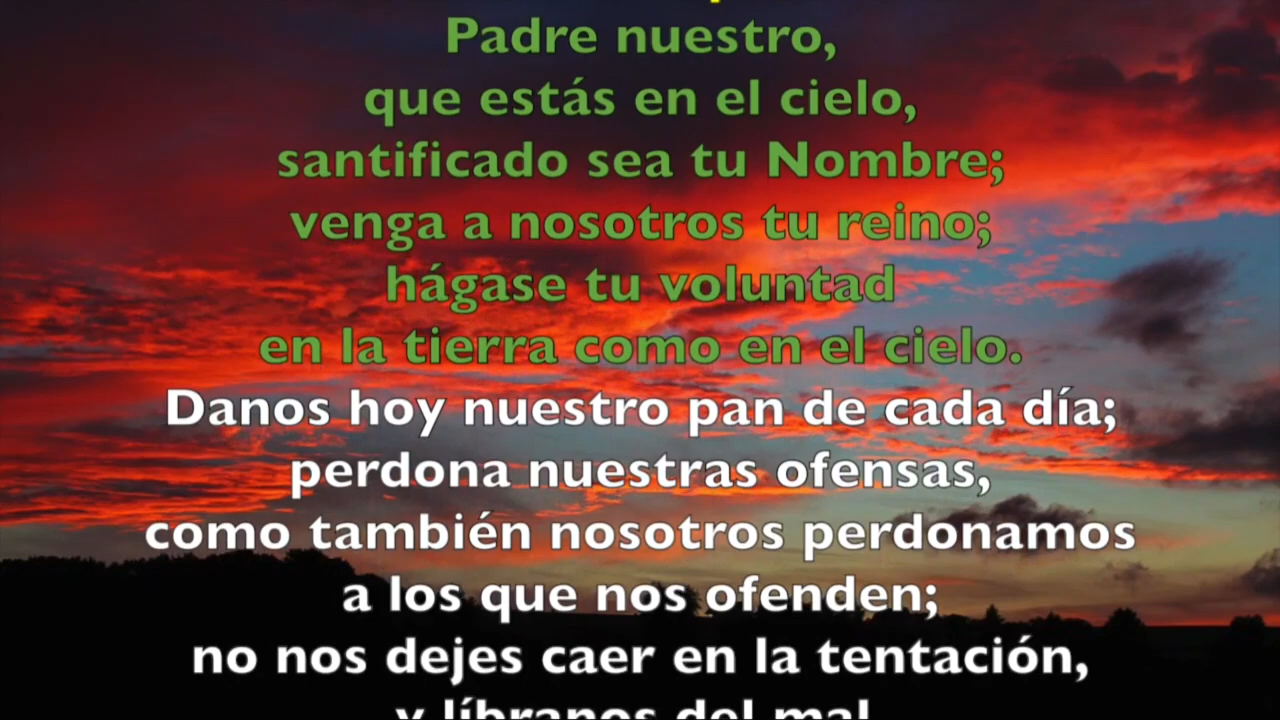 Padre nuestro,
que estás en el cielo,
santificado sea tu Nombre;
venga a nosotros tu reino;
hágase tu voluntad
en la tierra como en el cielo.
Danos hoy nuestro pan de cada día;
perdona nuestras ofensas,
como también nosotros perdonamos
a los que nos ofenden;
no nos dejes caer en la tentación,
y líbranos del mal